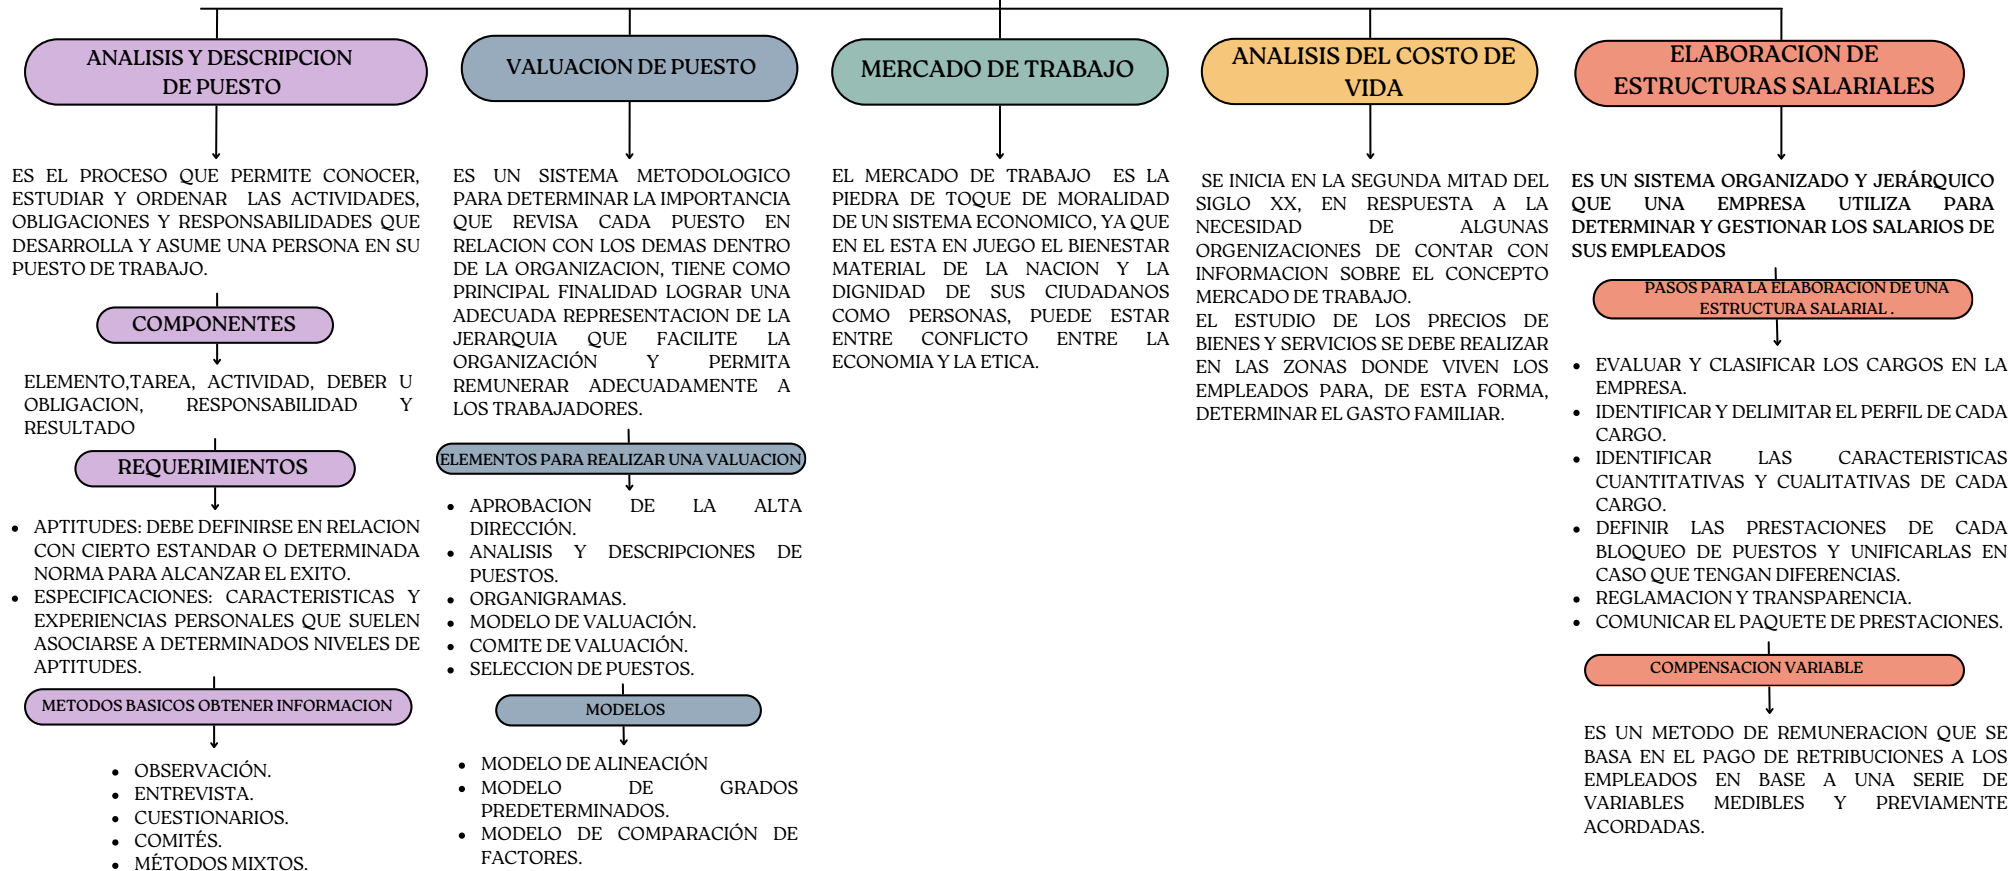 ANALISIS Y DESCRIPCION
DE PUESTO
ES EL PROCESO QUE PERMITE CONOCER,
ESTUDIAR Y ORDENAR LAS ACTIVIDADES,
OBLIGACIONES Y RESPONSABILIDADES QUE
DESARROLLA Y ASUME UNA PERSONA EN SU
PUESTO DE TRABAJO.
COMPONENTES
ELEMENTO,TAREA, ACTIVIDAD, DEBER U
OBLIGACION, RESPONSABILIDAD Y
RESULTADO
REQUERIMIENTOS
• APTITUDES: DEBE DEFINIRSE EN RELACION
CON CIERTO ESTANDAR O DETERMINADA
NORMA PARA ALCANZAR EL EXITO.
• ESPECIFICACIONES: CARACTERISTICAS Y
EXPERIENCIAS PERSONALES QUE SUELEN
ASOCIARSE A DETERMINADOS NIVELES DE
APTITUDES.
METODOS BASICOS OBTENER INFORMACION
• OBSERVACIÓN.
• ENTREVISTA.
• CUESTIONARIOS.
• COMITÉS.
• MÉTODOS MIXTOS.
VALUACION DE PUESTO
ES UN SISTEMA METODOLOGICO
PARA DETERMINAR LA IMPORTANCIA
QUE REVISA CADA PUESTO EN
RELACION CON LOS DEMAS DENTRO
DE LA ORGANIZACION, TIENE COMO
PRINCIPAL FINALIDAD LOGRAR UNA
ADECUADA REPRESENTACION DE LA
JERARQUIA QUE FACILITE LA
ORGANIZACIÓN Y PERMITA
REMUNERAR ADECUADAMENTE A
LOS TRABAJADORES.
ELEMENTOS PARA REALIZAR UNA VALUACION
• APROBACION DE LA ALTA
DIRECCIÓN.
• ANALISIS Y DESCRIPCIONES DE
PUESTOS.
• ORGANIGRAMAS.
• MODELO DE VALUACIÓN.
• COMITE DE VALUACIÓN.
• SELECCION DE PUESTOS.
MODELOS
• MODELO DE ALINEACIÓN
• MODELO DE GRADOS
PREDETERMINADOS.
• MODELO DE COMPARACIÓN DE
FACTORES.
MERCADO DE TRABAJO
EL MERCADO DE TRABAJO ES LA
PIEDRA DE TOQUE DE MORALIDAD
DE UN SISTEMA ECONOMICO, YA QUE
EN EL ESTA EN JUEGO EL BIENESTAR
MATERIAL DE LA NACION Y LA
DIGNIDAD DE SUS CIUDADANOS
COMO PERSONAS, PUEDE ESTAR
ENTRE CONFLICTO ENTRE LA
ECONOMIA Y LA ETICA.
ANALISIS DEL COSTO DE
VIDA
SE INICIA EN LA SEGUNDA MITAD DEL
SIGLO XX, EN RESPUESTA A LA
NECESIDAD DE ALGUNAS
ORGENIZACIONES DE CONTAR CON
INFORMACION SOBRE EL CONCEPTO
MERCADO DE TRABAJO.
EL ESTUDIO DE LOS PRECIOS DE
BIENES Y SERVICIOS SE DEBE REALIZAR
EN LAS ZONAS DONDE VIVEN LOS
EMPLEADOS PARA, DE ESTA FORMA,
DETERMINAR EL GASTO FAMILIAR.
ELABORACION DE
ESTRUCTURAS SALARIALES
ES UN SISTEMA ORGANIZADO Y JERÁRQUICO
QUE UNA EMPRESA UTILIZA PARA
DETERMINAR Y GESTIONAR LOS SALARIOS DE
SUS EMPLEADOS
PASOS PARA LA ELABORACION DE UNA
ESTRUCTURA SALARIAL .
• EVALUAR Y CLASIFICAR LOS CARGOS EN LA
EMPRESA.
• IDENTIFICAR Y DELIMITAR EL PERFIL DE CADA
CARGO.
• IDENTIFICAR LAS CARACTERISTICAS
CUANTITATIVAS Y CUALITATIVAS DE CADA
CARGO.
• DEFINIR LAS PRESTACIONES DE CADA
BLOQUEO DE PUESTOS Y UNIFICARLAS EN
CASO QUE TENGAN DIFERENCIAS.
• REGLAMACION Y TRANSPARENCIA.
• COMUNICAR EL PAQUETE DE PRESTACIONES.
COMPENSACION VARIABLE
ES UN METODO DE REMUNERACION QUE SE
BASA EN EL PAGO DE RETRIBUCIONES A LOS
EMPLEADOS EN BASE A UNA SERIE DE
VARIABLES MEDIBLES Y PREVIAMENTE
ACORDADAS.